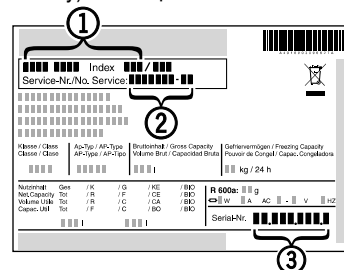 ①
Index /
Service-Nr./No. Service: -
②
Klasse / Class
Classe / Clase
Ap-Typ / AP-Type
AP-Type / AP-Tipo
Bruttoinhalt / Gross Capacity
Volume Brut / Capacidad Bruta
Gefriervermögen / Freezing Capacity
Pouvoir de Congel / Capac. Congeladora
kg / 24 h
Nutzinhalt Ges / K / G / KE / BIO
Net.Capacity Tot / R / F / CE / BIO
Volume Utile Tot / R / C / CA / BIO
Capac. Util Tot / F / C / BO / BIO
R 600a: g
W A AC - V HZ
Serial-Nr.
③